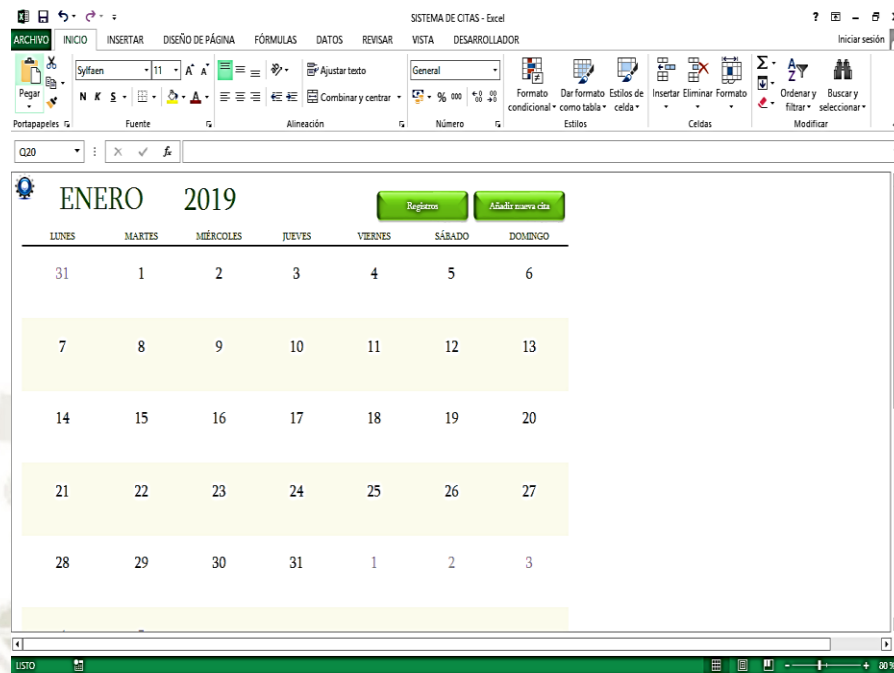 SISTEMA DE CITAS - Excel
ARCHIVO INICIO INSERTAR DISEÑO DE PÁGINA FÓRMULAS DATOS REVISAR VISTA DESARROLLADOR Iniciar sesión
Sylfaen 11 Ajustar texto General
Pegar N K S Combinar y centrar % 000 Formato condicional Dar formato como tabla Estilos de celda Insertar Eliminar Formato Ordenar y filtrar Buscar y seleccionar
Portapapeles Fuente Alineación Número Estilos Celdas Modificar
Q20 fx
ENERO 2019 Registros Añadir nueva cita
LUNES MARTES MIÉRCOLES JUEVES VIERNES SÁBADO DOMINGO
31 1 2 3 4 5 6
7 8 9 10 11 12 13
14 15 16 17 18 19 20
21 22 23 24 25 26 27
28 29 30 31 1 2 3
LISTO 80%